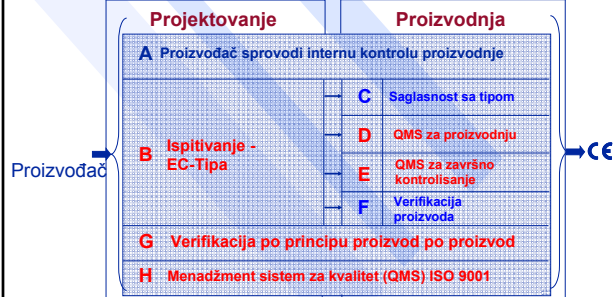 Projektovanje
Proizvodnja
A Proizvođač sprovodi internu kontrolu proizvodnje
Proizvođač
B Ispitivanje -
EC-Tipa
C Saglasnost sa tipom
D QMS za proizvodnju
E QMS za završno
kontrolisanje
F Verifikacija
proizvoda
CE
G Verifikacija po principu proizvod po proizvod
H Menadžment sistem za kvalitet (QMS) ISO 9001